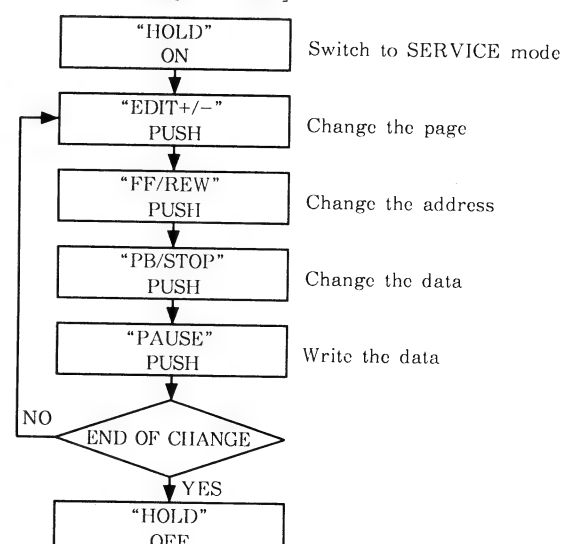 "HOLD"
ON
Switch to SERVICE mode
"EDIT+/−"
PUSH
Change the page
"FF/REW"
PUSH
Change the address
"PB/STOP"
PUSH
Change the data
"PAUSE"
PUSH
Write the data
NO
END OF CHANGE
YES
"HOLD"
OFF